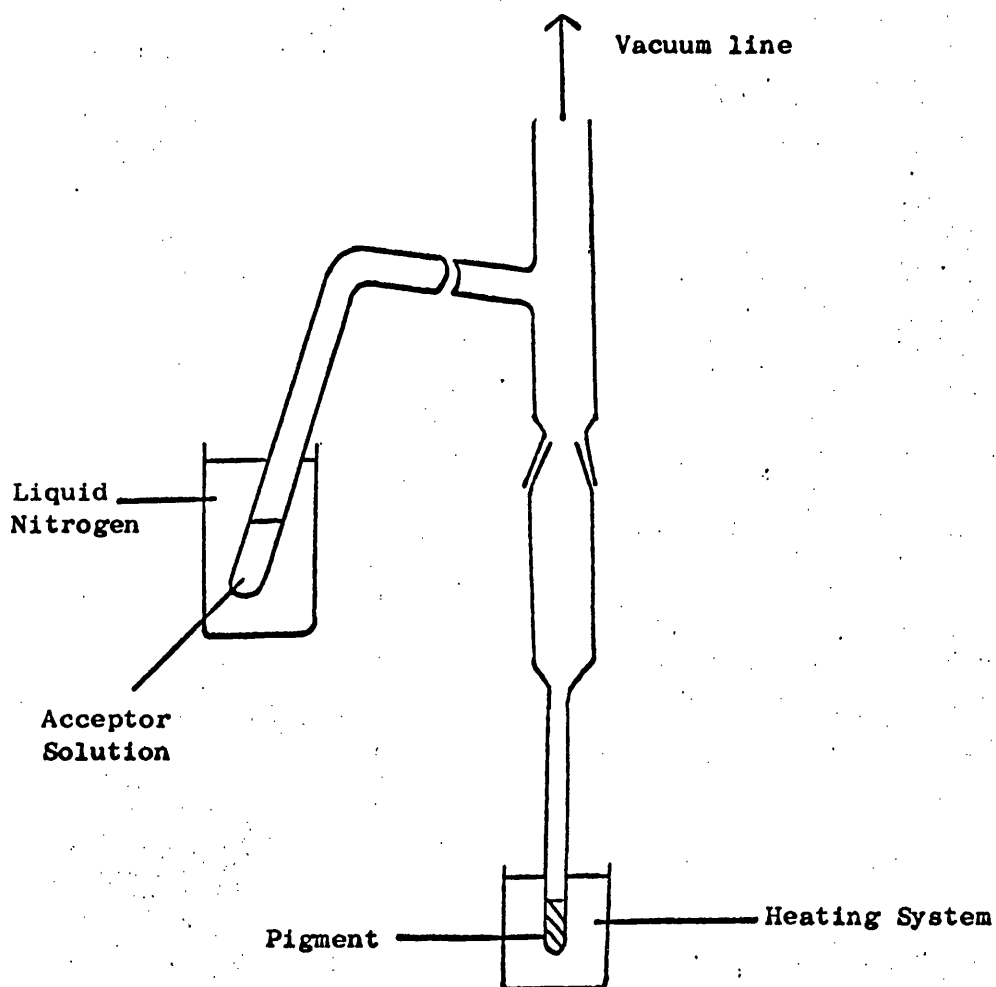 Vacuum line
Liquid
Nitrogen
Acceptor
Solution
Pigment
Heating System